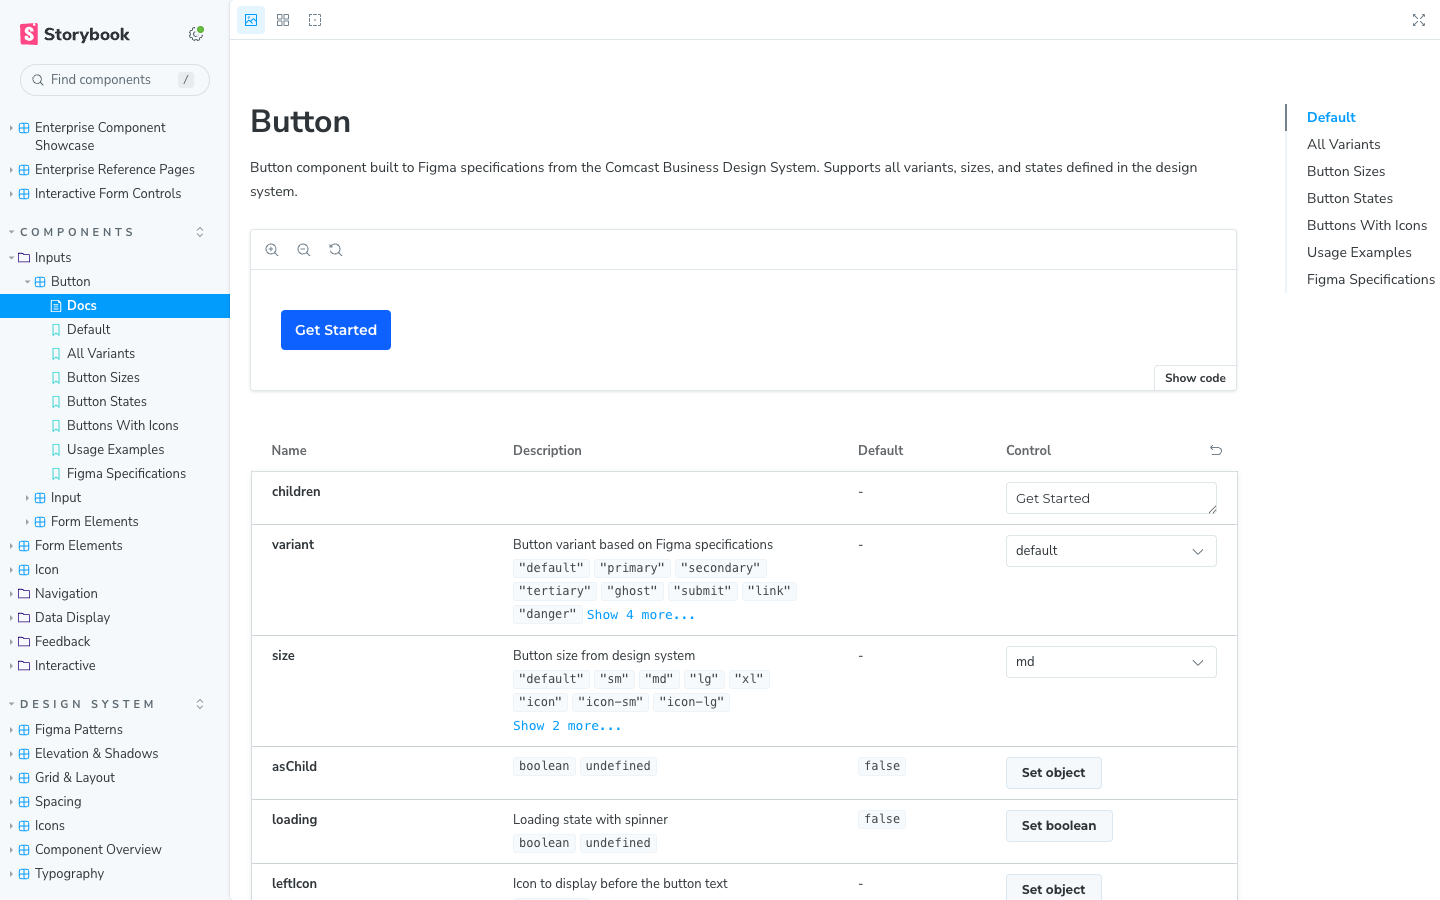 Storybook
Find components
/
Enterprise Component
Showcase
Enterprise Reference Pages
Interactive Form Controls
COMPONENTS
Inputs
Button
Docs
Default
All Variants
Button Sizes
Button States
Buttons With Icons
Usage Examples
Figma Specifications
Input
Form Elements
Form Elements
Icon
Navigation
Data Display
Feedback
Interactive
DESIGN SYSTEM
Figma Patterns
Elevation & Shadows
Grid & Layout
Spacing
Icons
Component Overview
Typography
Button
Button component built to Figma specifications from the Comcast Business Design System. Supports all variants, sizes, and states defined in the design
system.
Get Started
Show code
Name Description Default Control
children - Get Started
variant Button variant based on Figma specifications - default
"default" "primary" "secondary"
"tertiary" "ghost" "submit" "link"
"danger" Show 4 more...
size Button size from design system - md
"default" "sm" "md" "lg" "xl"
"icon" "icon-sm" "icon-lg"
Show 2 more...
asChild boolean undefined false Set object
loading Loading state with spinner false Set boolean
boolean undefined
leftIcon Icon to display before the button text - Set object
Default
All Variants
Button Sizes
Button States
Buttons With Icons
Usage Examples
Figma Specifications